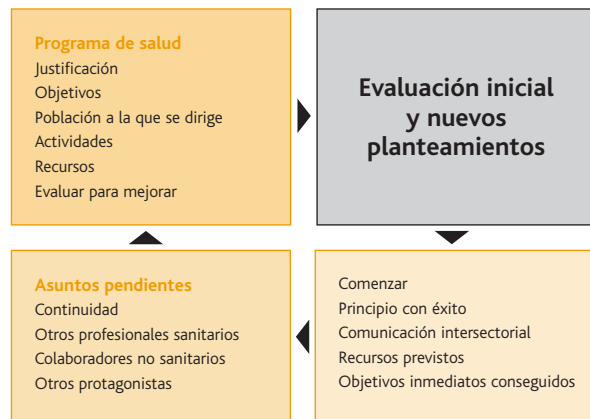 Programa de salud
Justificación
Objetivos
Población a la que se dirige
Actividades
Recursos
Evaluar para mejorar
Evaluación inicial
y nuevos
planteamientos
Asuntos pendientes
Continuidad
Otros profesionales sanitarios
Colaboradores no sanitarios
Otros protagonistas
Comenzar
Principio con éxito
Comunicación intersectorial
Recursos previstos
Objetivos inmediatos conseguidos